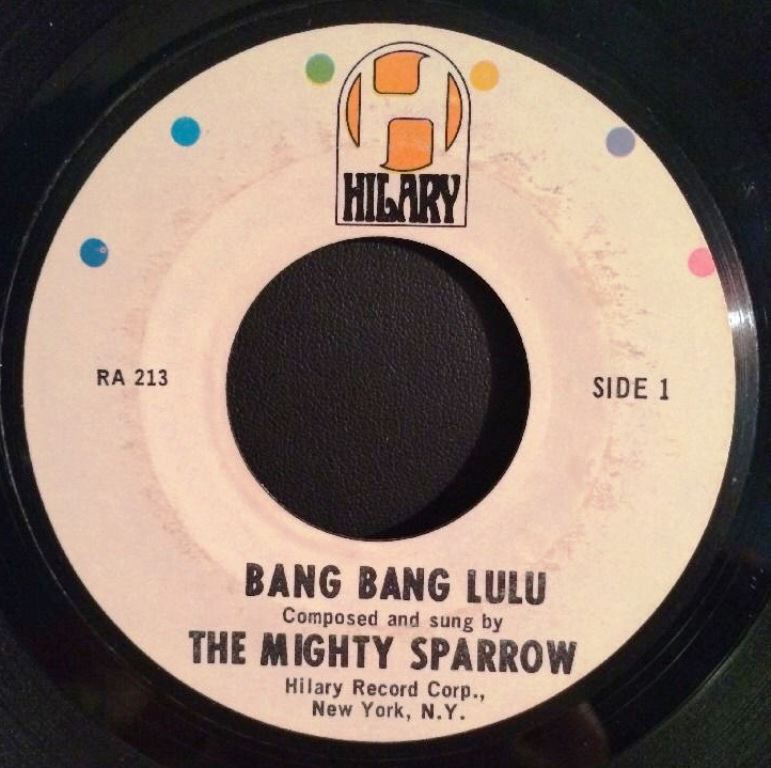 HILARY
RA 213
SIDE 1
BANG BANG LULU
Composed and sung by
THE MIGHTY SPARROW
Hilary Record Corp.,
New York, N.Y.